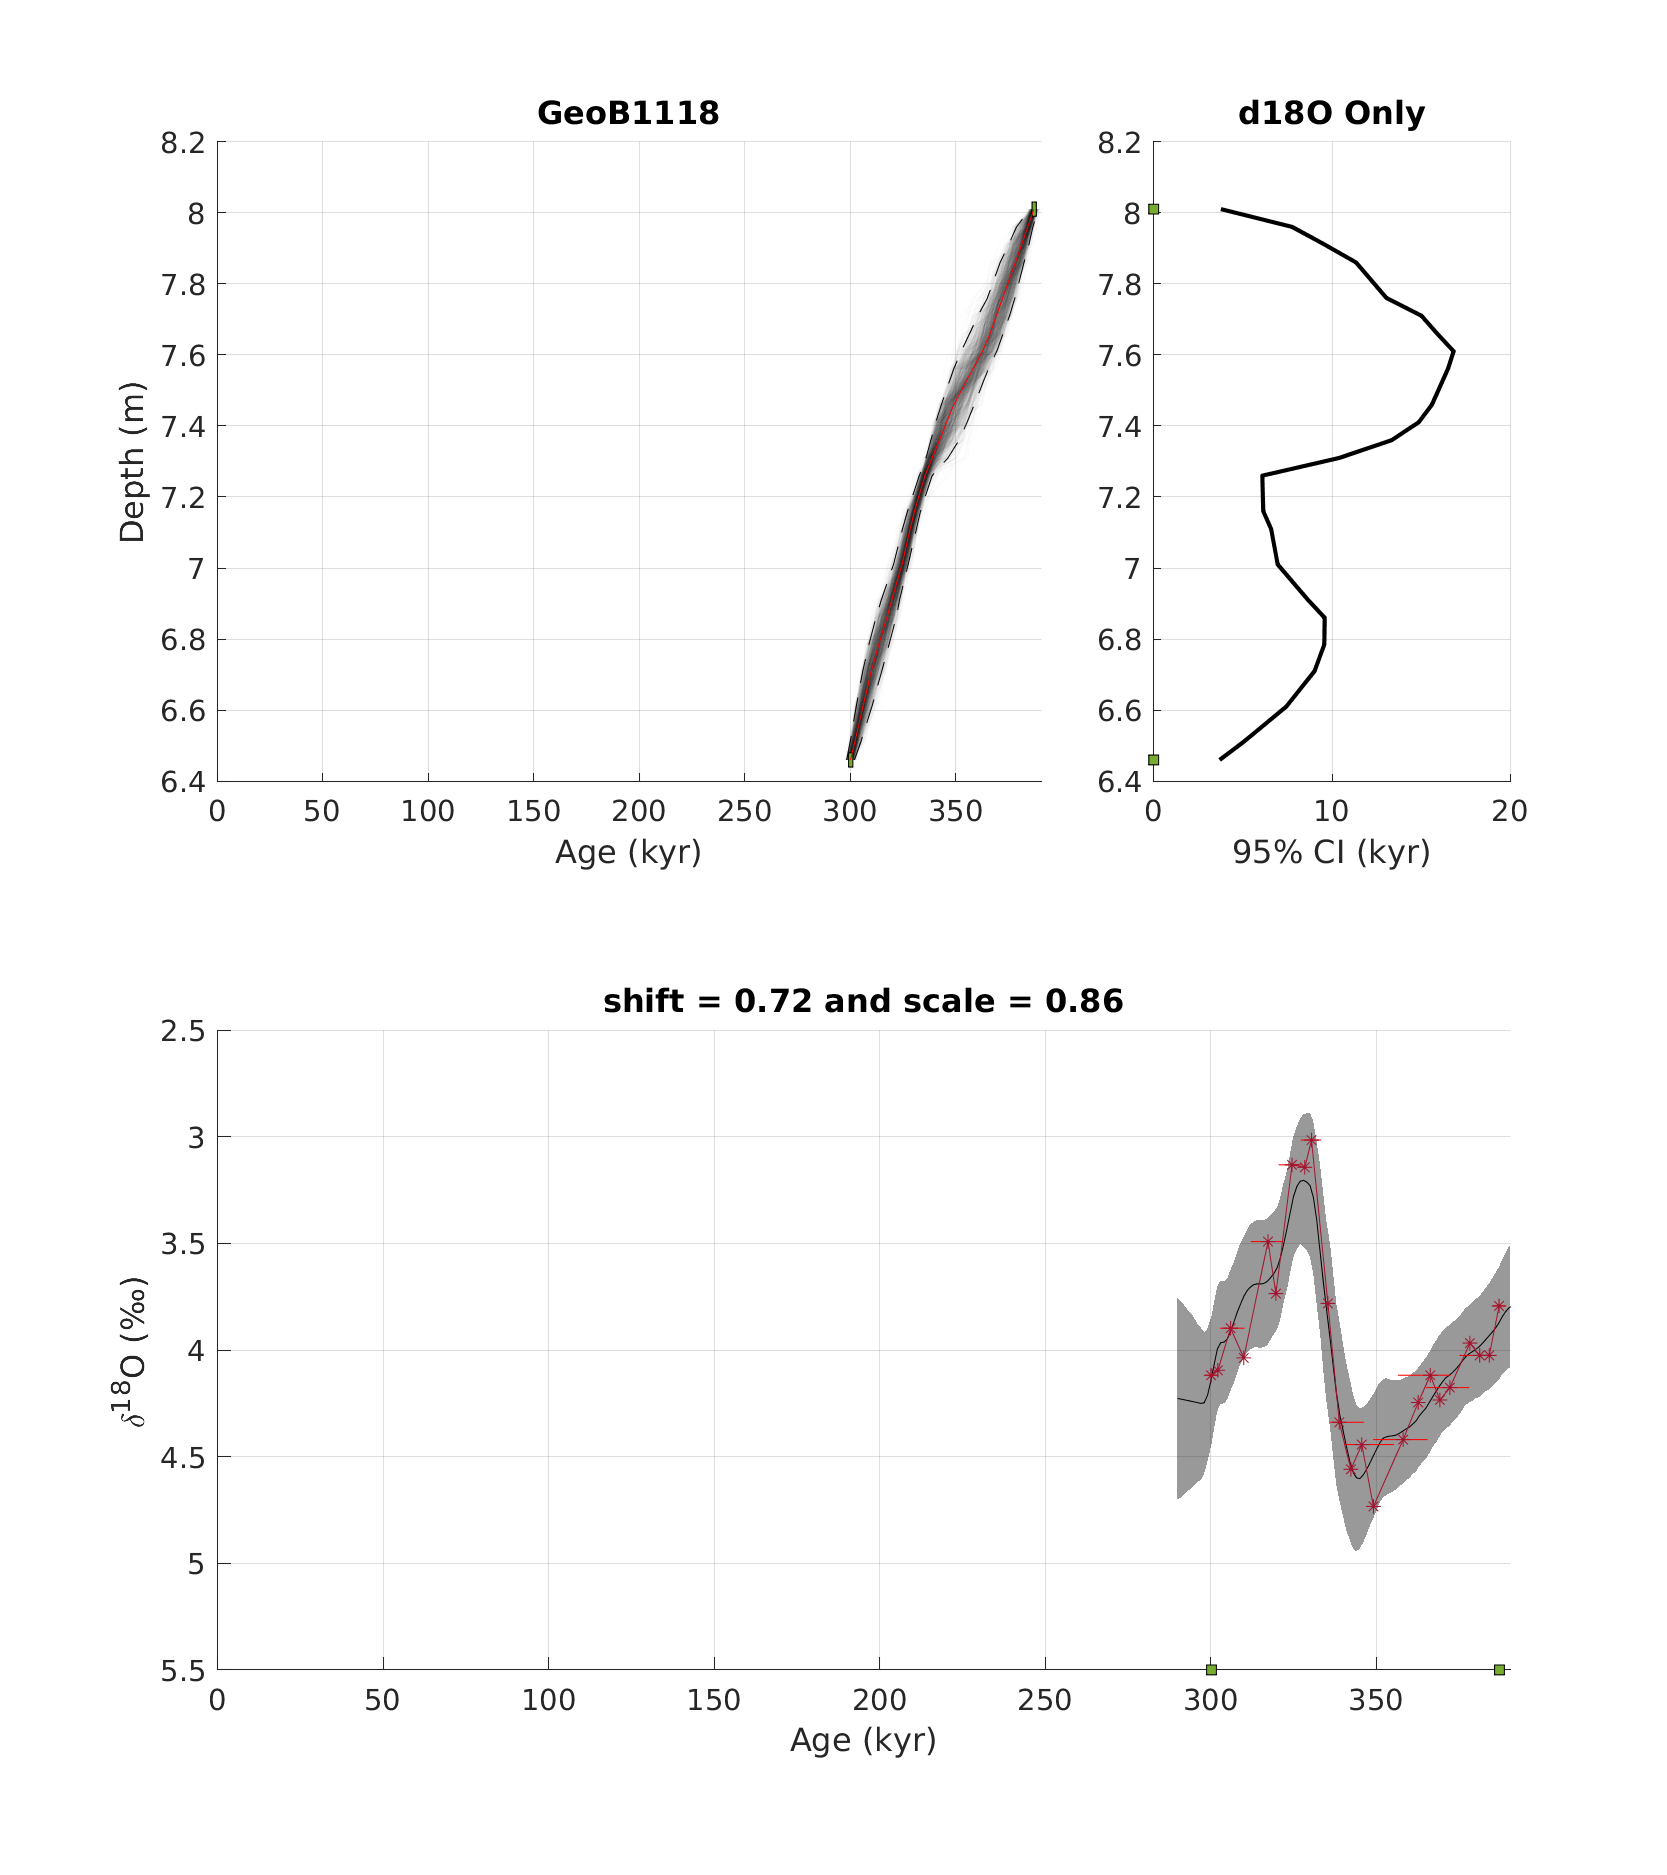 GeoB1118
d18O Only
8.2
8
7.8
7.6
7.4
7.2
7
6.8
6.6
6.4
Depth (m)
0 50 100 150 200 250 300 350
Age (kyr)
8.2
8
7.8
7.6
7.4
7.2
7
6.8
6.6
6.4
0 10 20
95% CI (kyr)
shift = 0.72 and scale = 0.86
2.5
3
3.5
4
4.5
5
5.5
δ18O (‰)
0 50 100 150 200 250 300 350
Age (kyr)